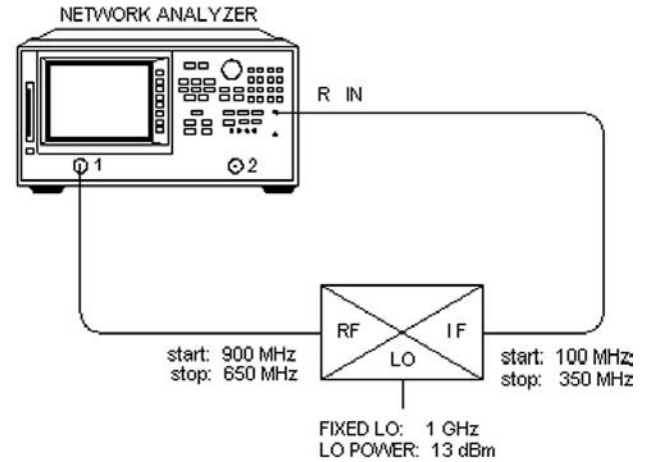 NETWORK ANALYZER
R IN
1
2
RF
IF
LO
start: 900 MHz
stop: 650 MHz
start: 100 MHz:
stop: 350 MHz
FIXED LO: 1 GHz
LO POWER: 13 dBm